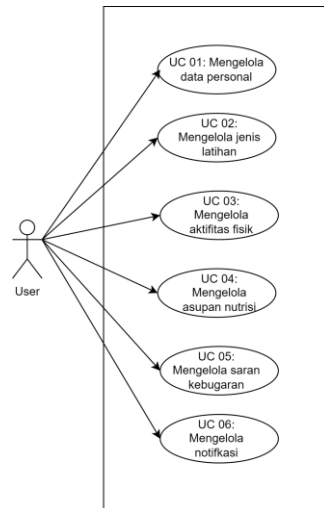 UC 01: Mengelola
data personal
UC 02:
Mengelola jenis
latihan
UC 03:
Mengelola
aktifitas fisik
User
UC 04:
Mengelola
asupan nutrisi
UC 05:
Mengelola saran
kebugaran
UC 06:
Mengelola
notifkasi